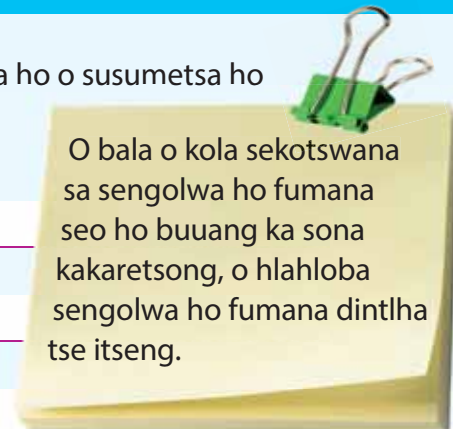 a ho o susumetsa ho
O bala o kola sekotswana
sa sengolwa ho fumana
seo ho buuang ka sona
kakaretsong, o hlahloba
sengolwa ho fumana dintlha
tse itseng.